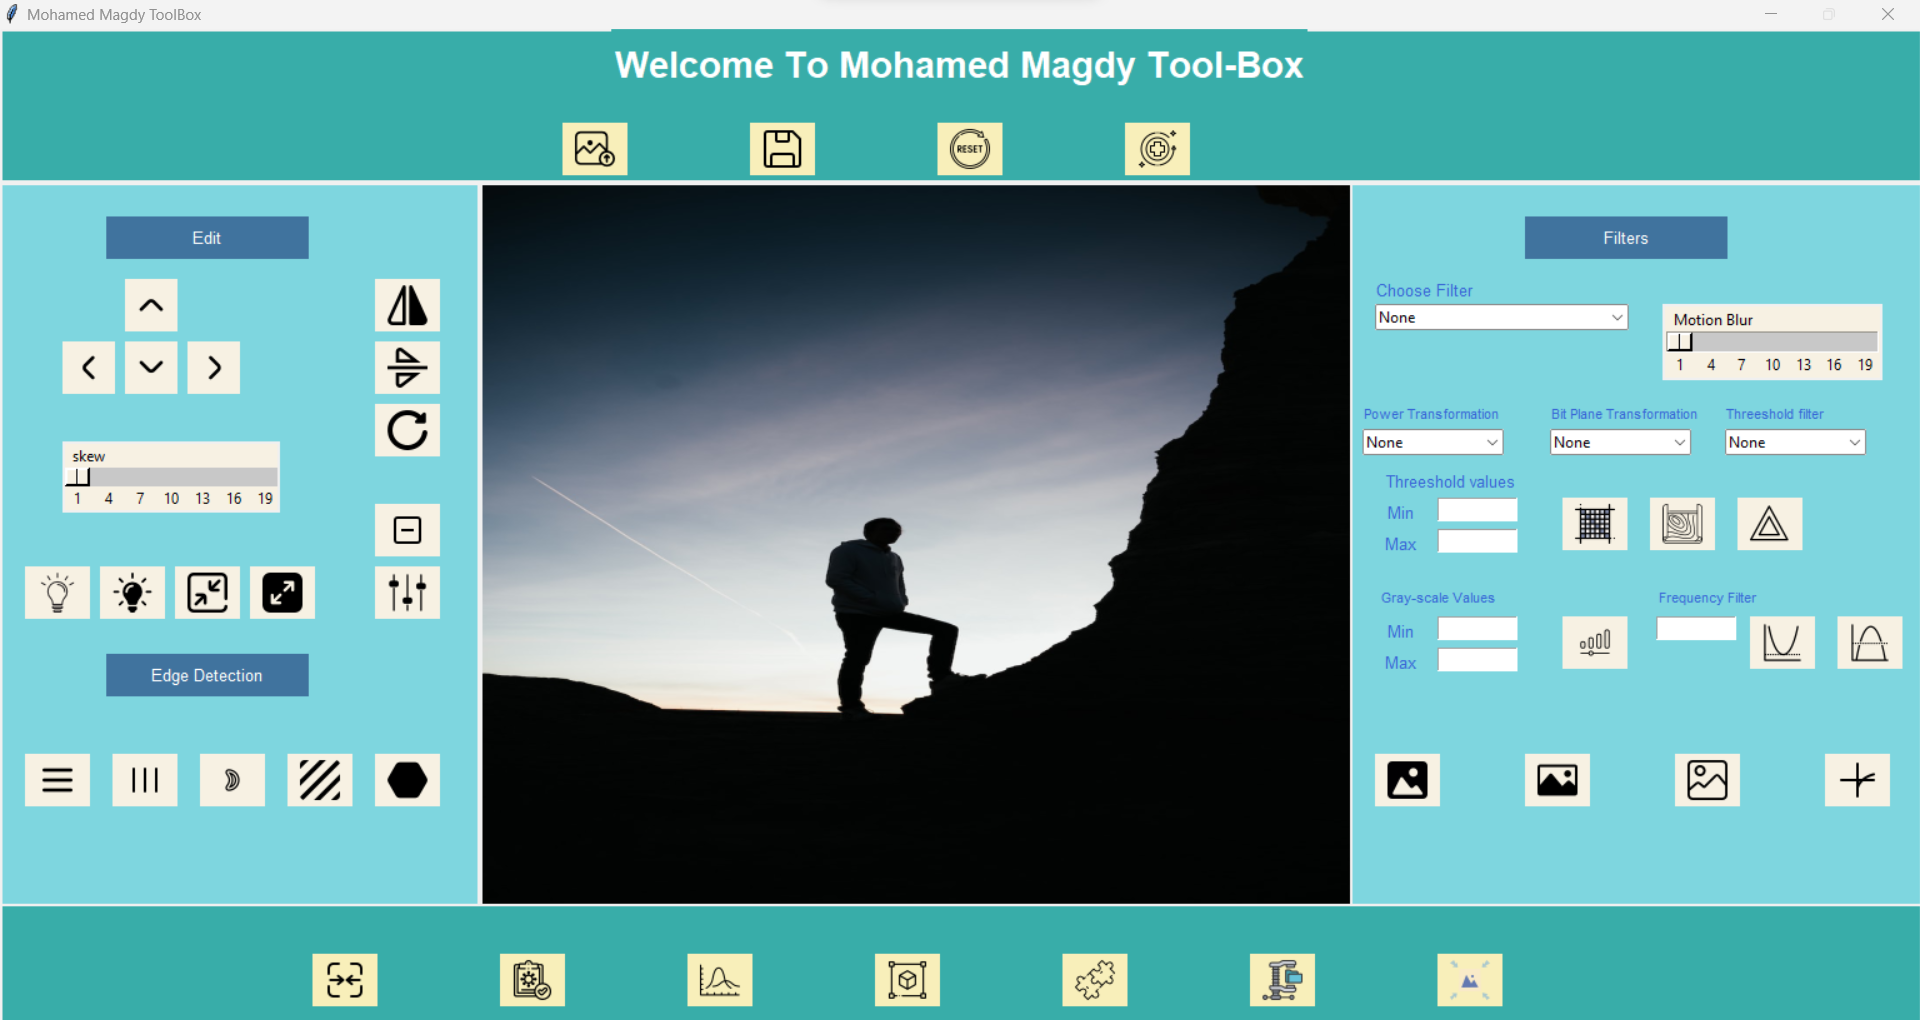 Mohamed Magdy ToolBox
Welcome To Mohamed Magdy Tool-Box
RESET
Edit
skew
1 4 7 10 13 16 19
Edge Detection
Filters
Choose Filter
None
Motion Blur
1 4 7 10 13 16 19
Power Transformation
Bit Plane Transformation
Threeshold filter
None
None
None
Threeshold values
Min
Max
Gray-scale Values
Min
Max
Frequency Filter